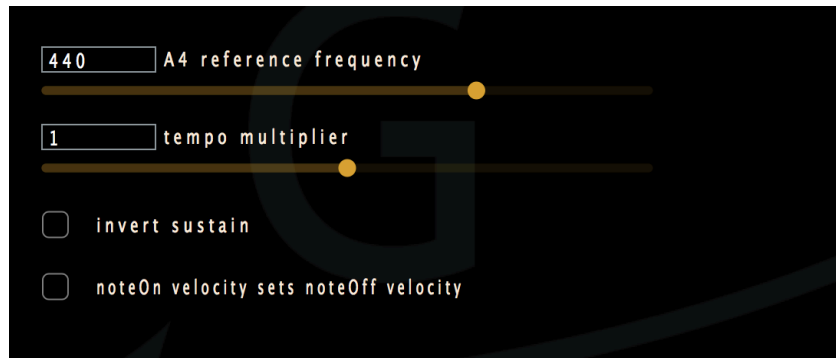 440 A4 reference frequency
1 tempo multiplier
invert sustain
noteOn velocity sets noteOff velocity
G